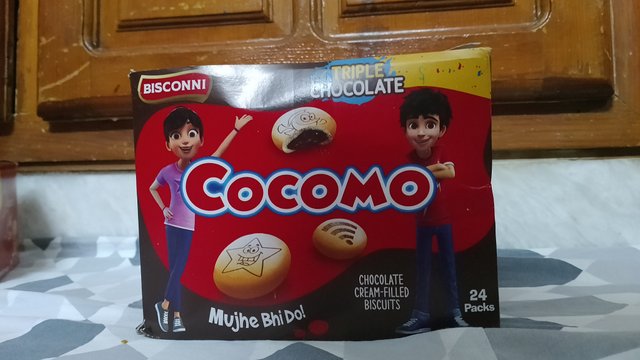 BISCONNI
TRIPLE
CHOCOLATE
COCOMO
CHOCOLATE
CREAM-FILLED
BISCUITS
Mujhe Bhi Do!
24
Packs